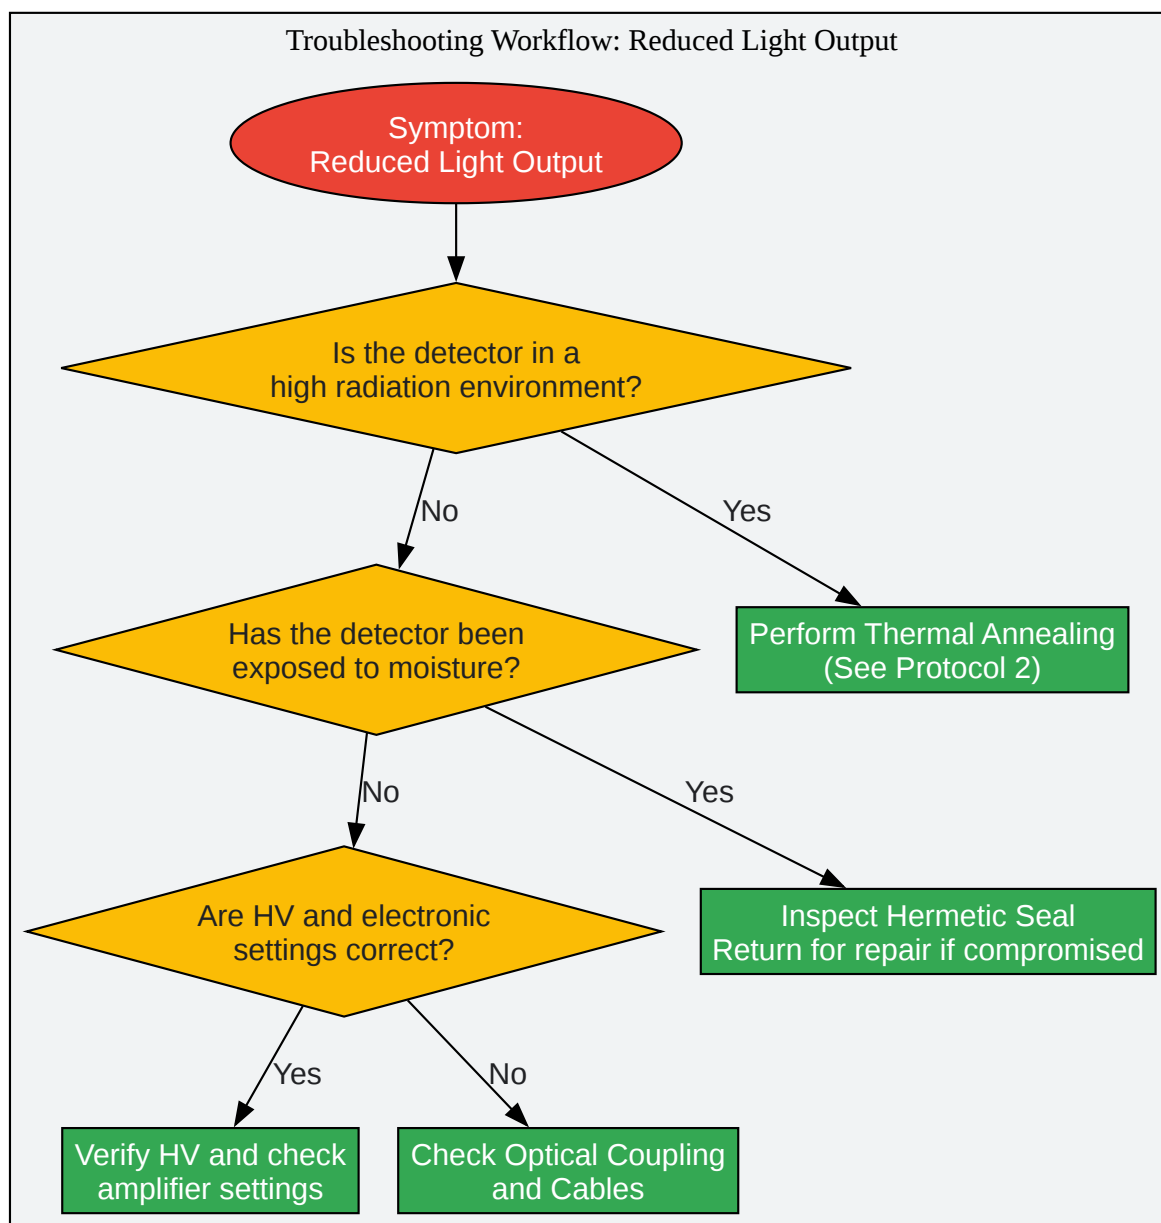 Troubleshooting Workflow: Reduced Light Output
Symptom:
Reduced Light Output
Is the detector in a
high radiation environment?
No
Yes
Has the detector been
exposed to moisture?
Perform Thermal Annealing
(See Protocol 2)
No
Yes
Are HV and electronic
settings correct?
Inspect Hermetic Seal
Return for repair if compromised
Yes
No
Verify HV and check
amplifier settings
Check Optical Coupling
and Cables